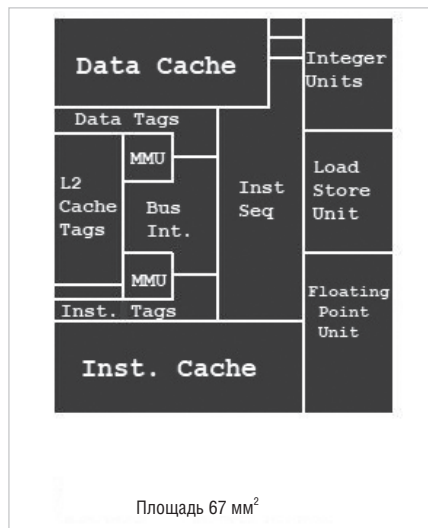 Data Cache
Integer
Units
Data Tags
MMU
L2
Cache
Tags
Bus
Int.
Inst
Seq
Load
Store
Unit
MMU
Inst. Tags
Floating
Point
Unit
Inst. Cache
Площадь 67 мм²